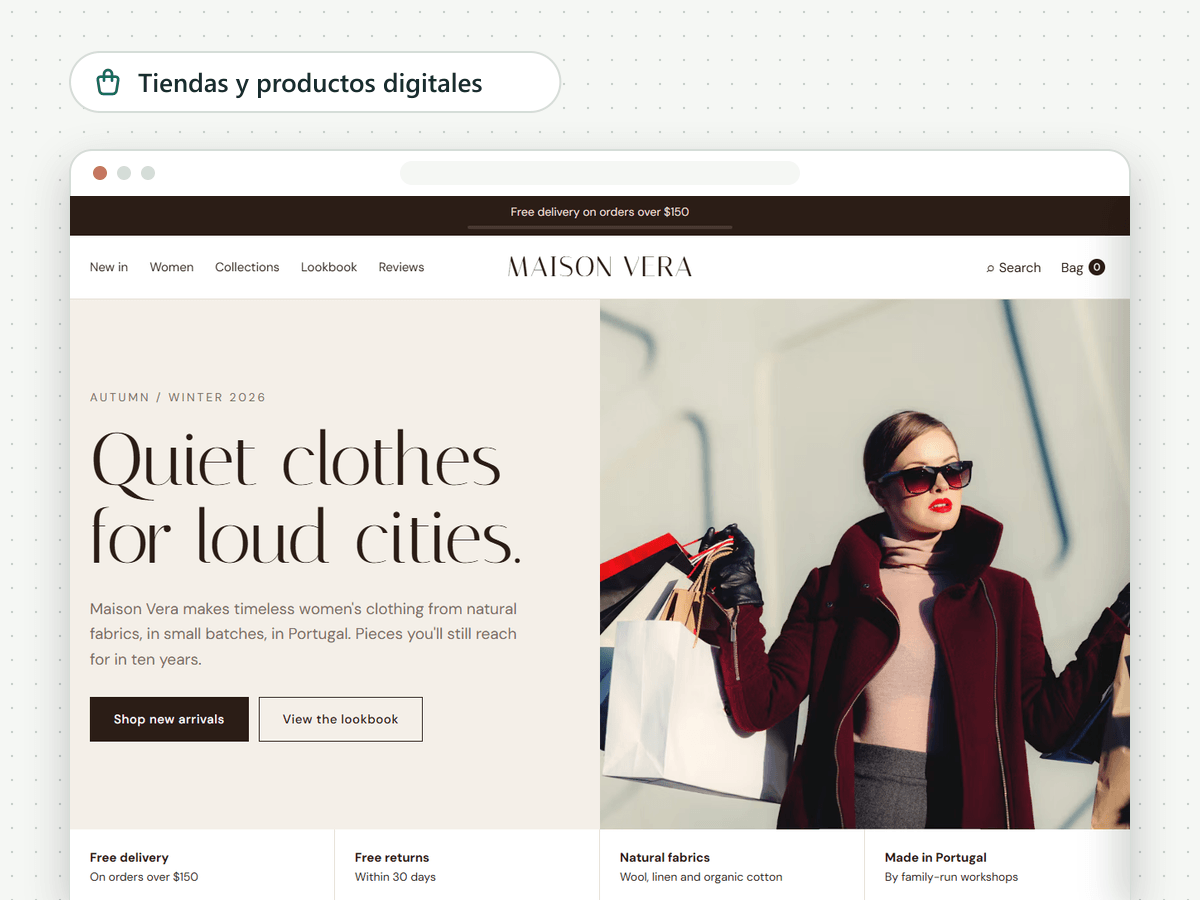 Tiendas y productos digitales
Free delivery on orders over $150
New in Women Collections Lookbook Reviews
MAISON VERA
Search Bag 0
AUTUMN / WINTER 2026
Quiet clothes
for loud cities.
Maison Vera makes timeless women's clothing from natural
fabrics, in small batches, in Portugal. Pieces you'll still reach
for in ten years.
Shop new arrivals
View the lookbook
Free delivery
On orders over $150
Free returns
Within 30 days
Natural fabrics
Wool, linen and organic cotton
Made in Portugal
By family-run workshops